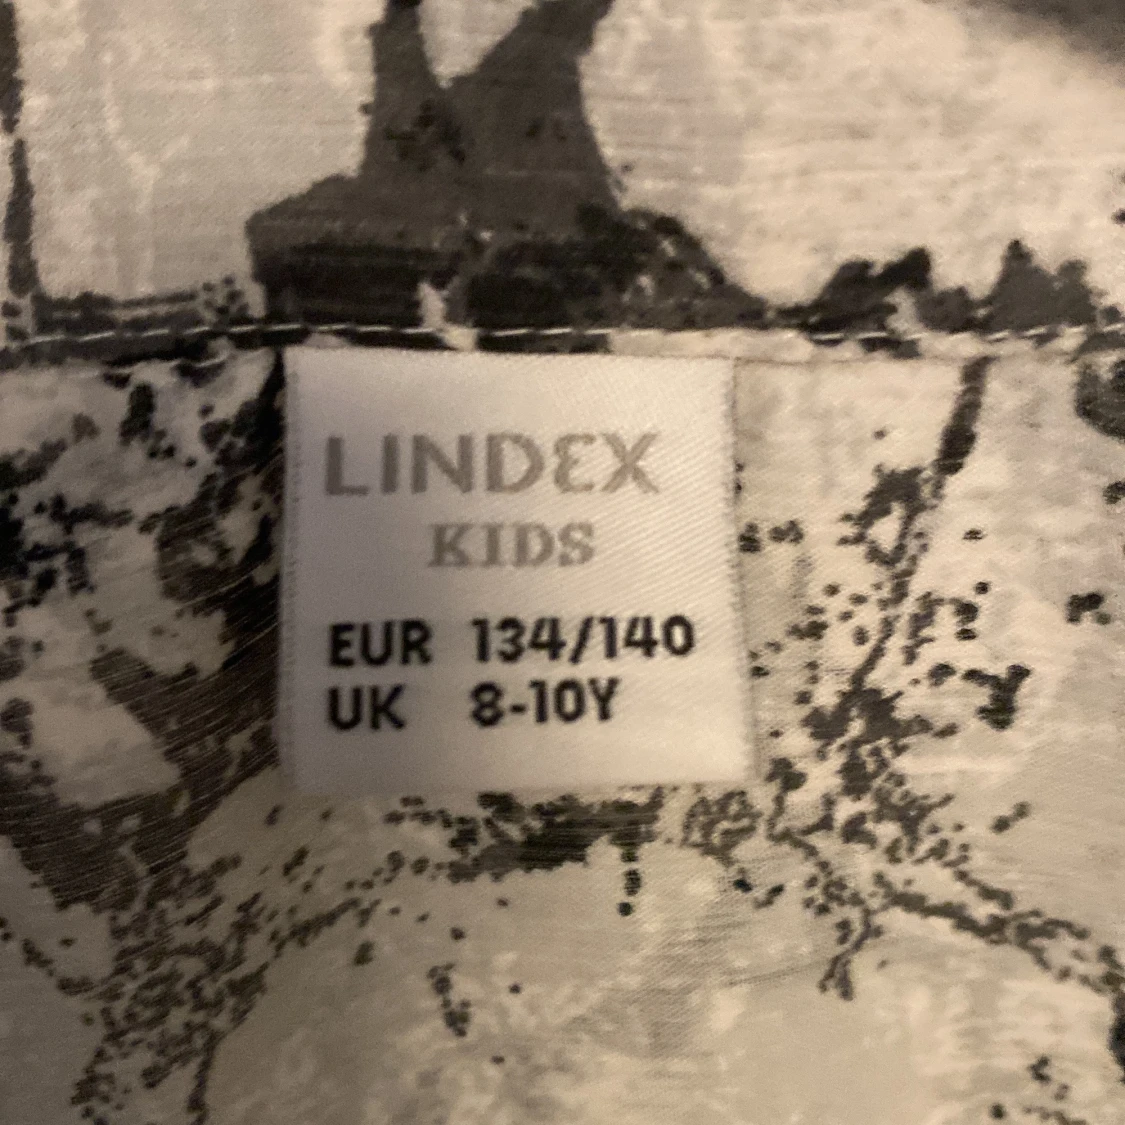 LINDEX
KIDS
EUR 134/140
UK 8-10Y